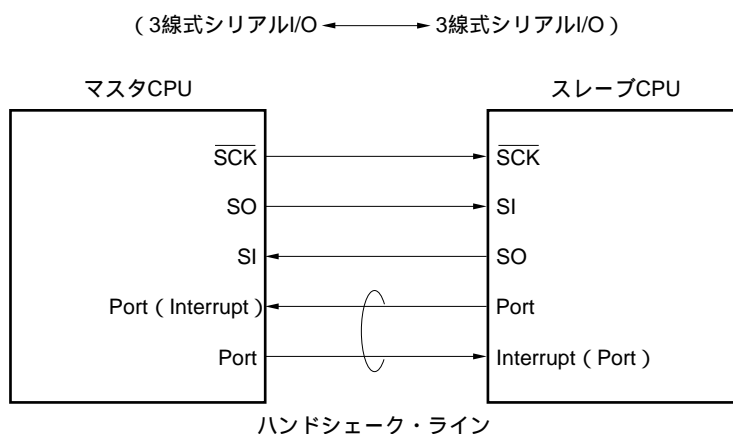 （3線式シリアルI/O ←→ 3線式シリアルI/O）
マスタCPU
スレーブCPU
SCK
SCK
SO
SI
SI
SO
Port（Interrupt）
Port
Port
Interrupt（Port）
ハンドシェーク・ライン